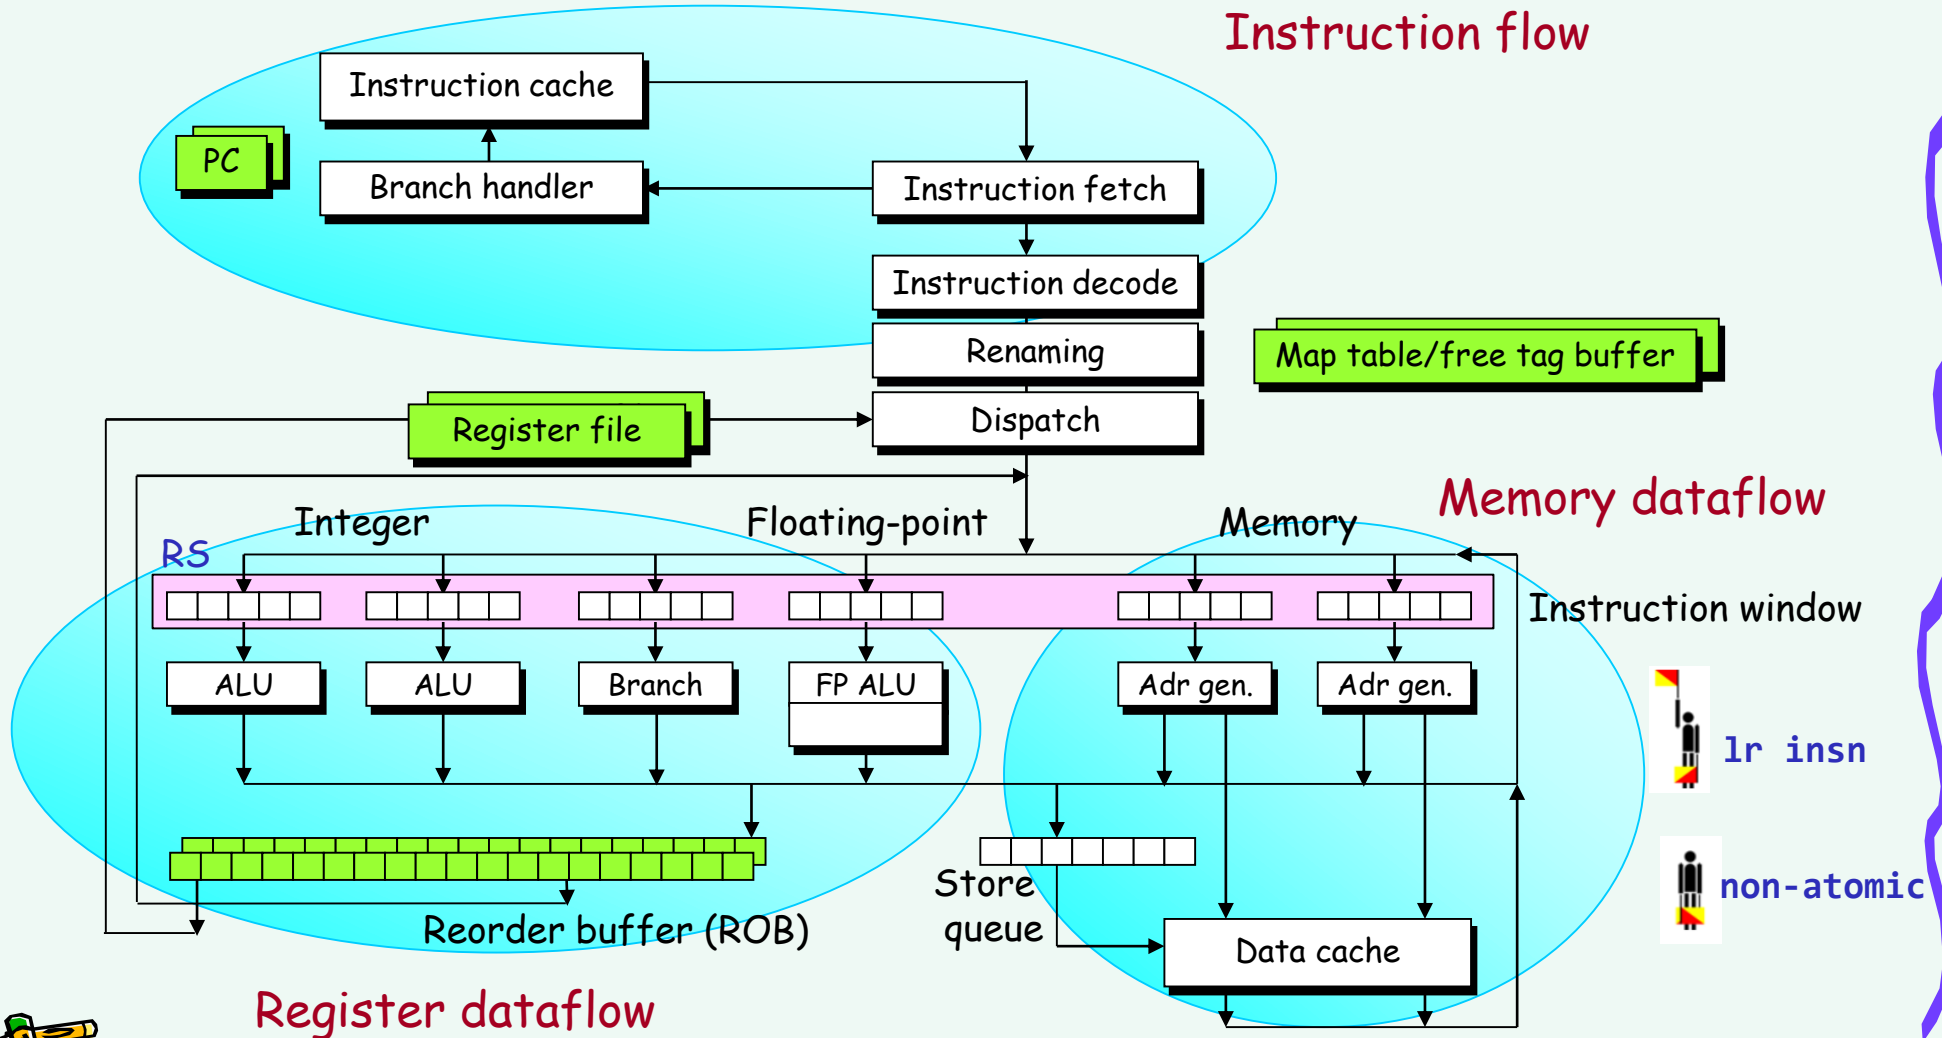 Instruction flow
Instruction cache
PC
Branch handler
Instruction fetch
Instruction decode
Renaming
Map table/free tag buffer
Register file
Dispatch
Memory dataflow
Integer
Floating-point
Memory
RS
Instruction window
ALU
ALU
Branch
FP ALU
Adr gen.
Adr gen.
lr insn
Store
queue
non-atomic
Reorder buffer (ROB)
Data cache
Register dataflow